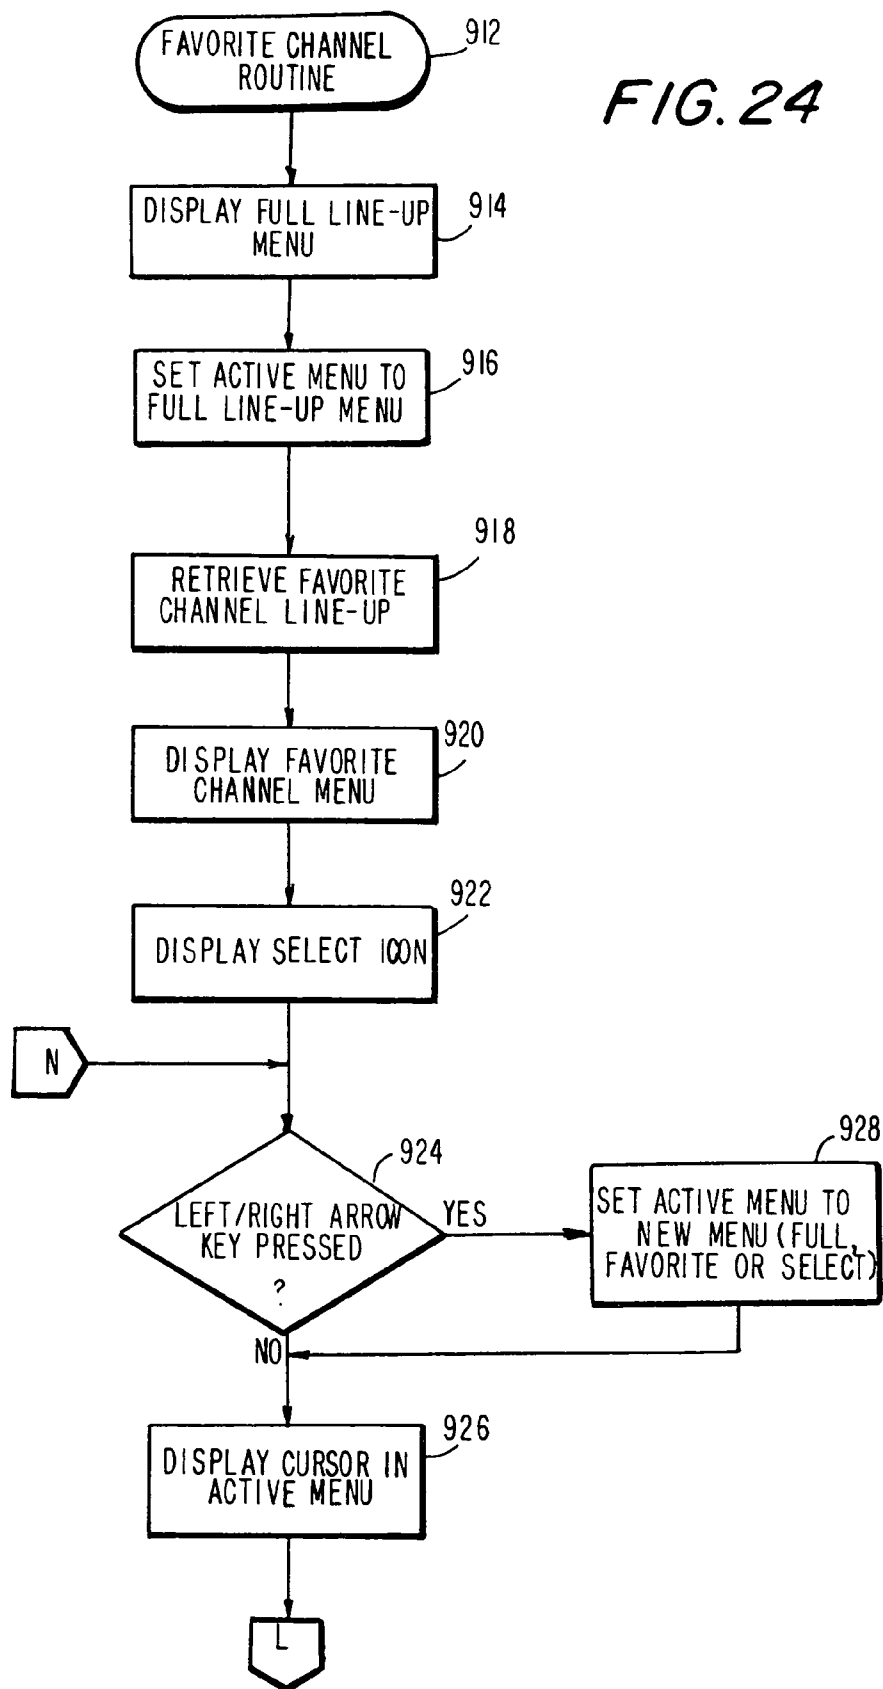 FAVORITE CHANNEL
ROUTINE
912
FIG. 24
DISPLAY FULL LINE-UP
MENU
914
SET ACTIVE MENU TO
FULL LINE-UP MENU
916
RETRIEVE FAVORITE
CHANNEL LINE-UP
918
DISPLAY FAVORITE
CHANNEL MENU
920
DISPLAY SELECT ICON
922
N
LEFT/RIGHT ARROW
KEY PRESSED
?
924
YES
SET ACTIVE MENU TO
NEW MENU (FULL,
FAVORITE OR SELECT)
928
NO
DISPLAY CURSOR IN
ACTIVE MENU
926
L